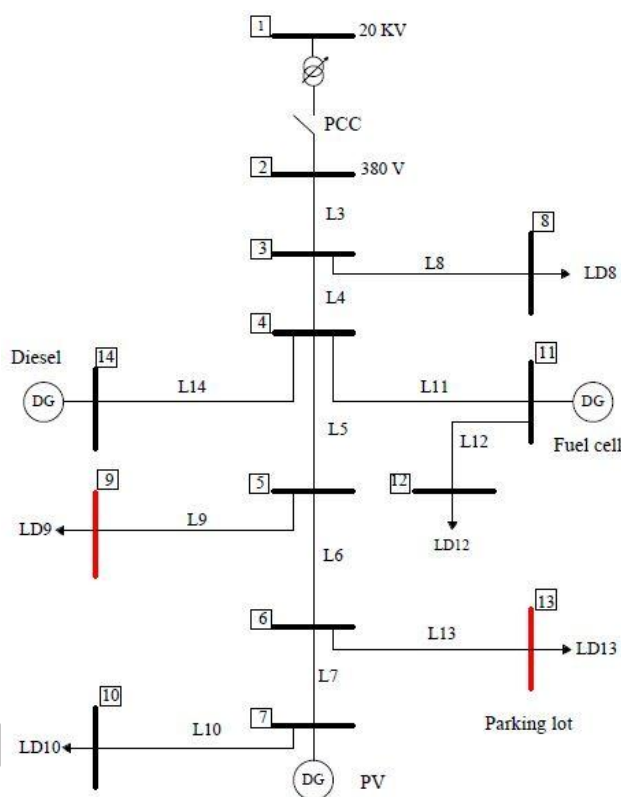 1
20 KV
PCC
2
380 V
L3
8
3
L8
LD8
L4
4
14
11
Diesel
DG
L14
L11
DG
L5
L12
Fuel cell
9
5
12
LD9
L9
LD12
L6
13
6
L13
LD13
L7
10
7
Parking lot
L10
LD10
DG
PV